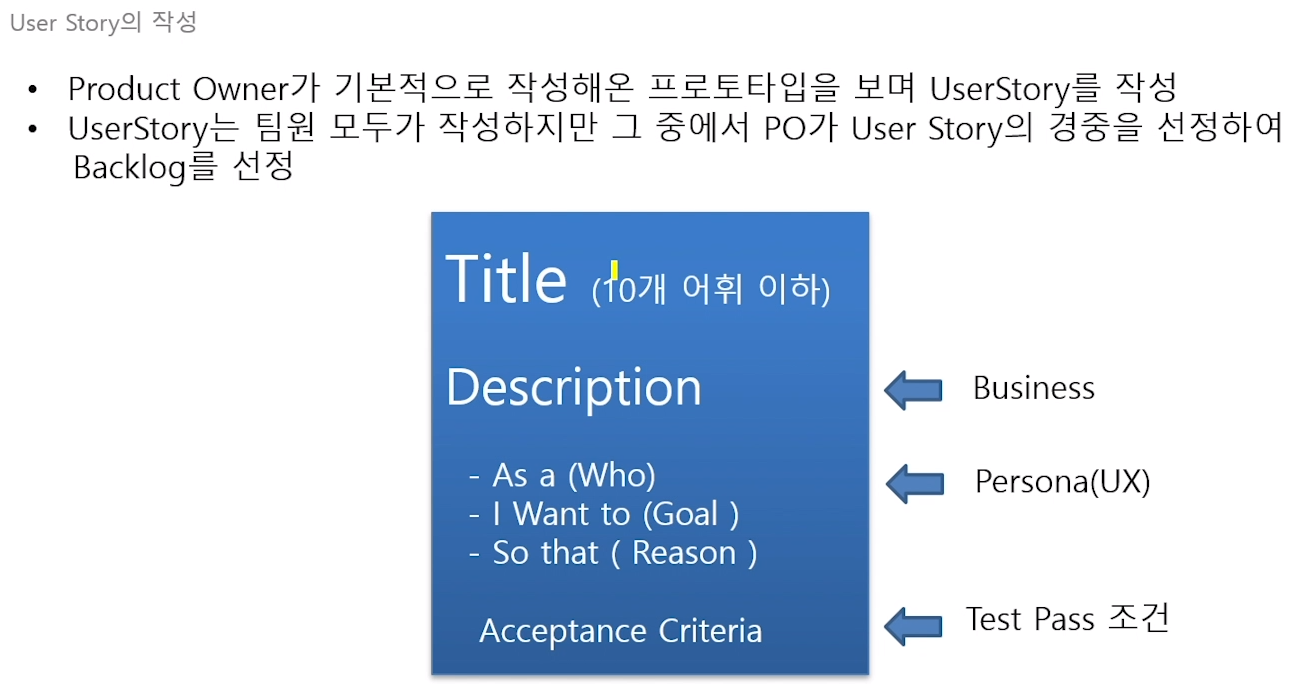 User Story의 작성
• Product Owner가 기본적으로 작성해온 프로토타입을 보며 UserStory를 작성
• UserStory는 팀원 모두가 작성하지만 그 중에서 PO가 User Story의 경중을 선정하여
Backlog를 선정
Title (10개 어휘 이하)
Description
Business
- As a (Who)
Persona(UX)
- I Want to (Goal )
- So that ( Reason )
Acceptance Criteria
Test Pass 조건